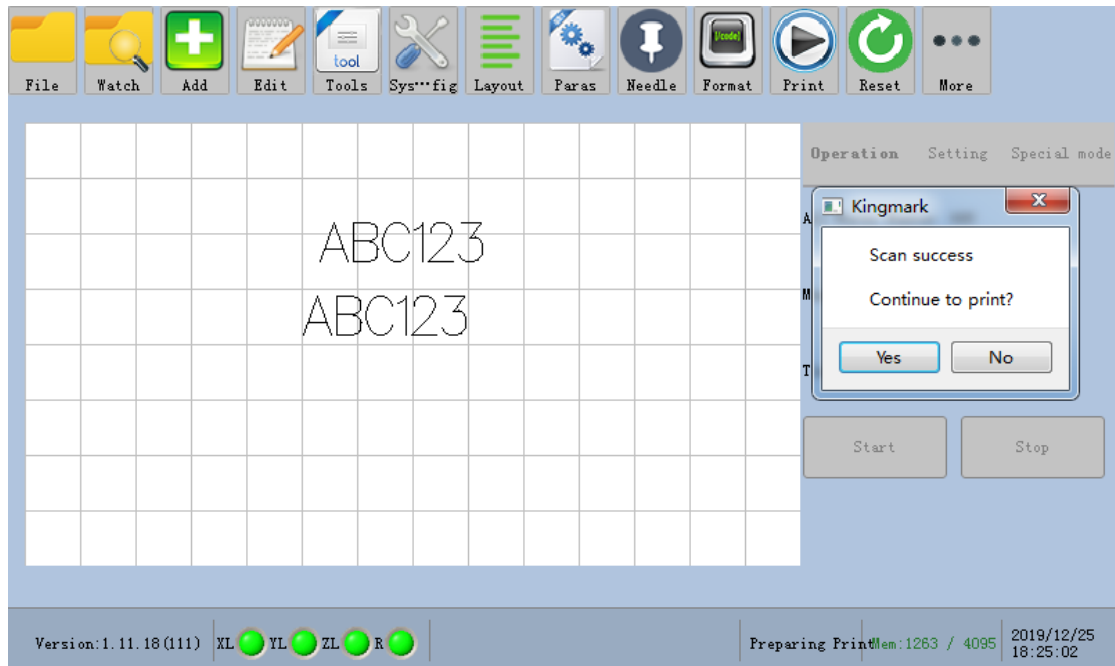 File Watch Add Edit tool Tools Sys···fig Layout Paras Needle [/code] Format Print Reset More
Operation Setting Special mode
ABC123
ABC123
Kingmark
A
Scan success
M
Continue to print?
T
Yes No
Start Stop
Version:1.11.18(111) XL YL ZL R Preparing Print Mem:1263 / 4095 2019/12/25
18:25:02